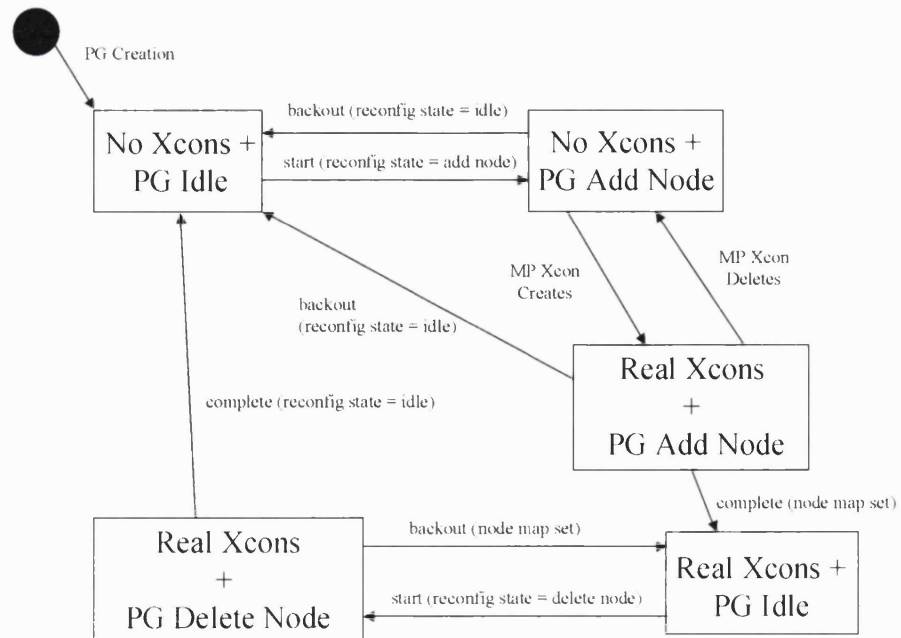 PG Creation
backout (reconfig state = idle)
No Xcons +
PG Idle
start (reconfig state = add node)
No Xcons +
PG Add Node
MP Xcon
Creates
MP Xcon
Deletes
backout
(reconfig state = idle)
Real Xcons
+
PG Add Node
complete (reconfig state = idle)
complete (node map set)
Real Xcons
+
PG Delete Node
backout (node map set)
start (reconfig state = delete node)
Real Xcons +
PG Idle